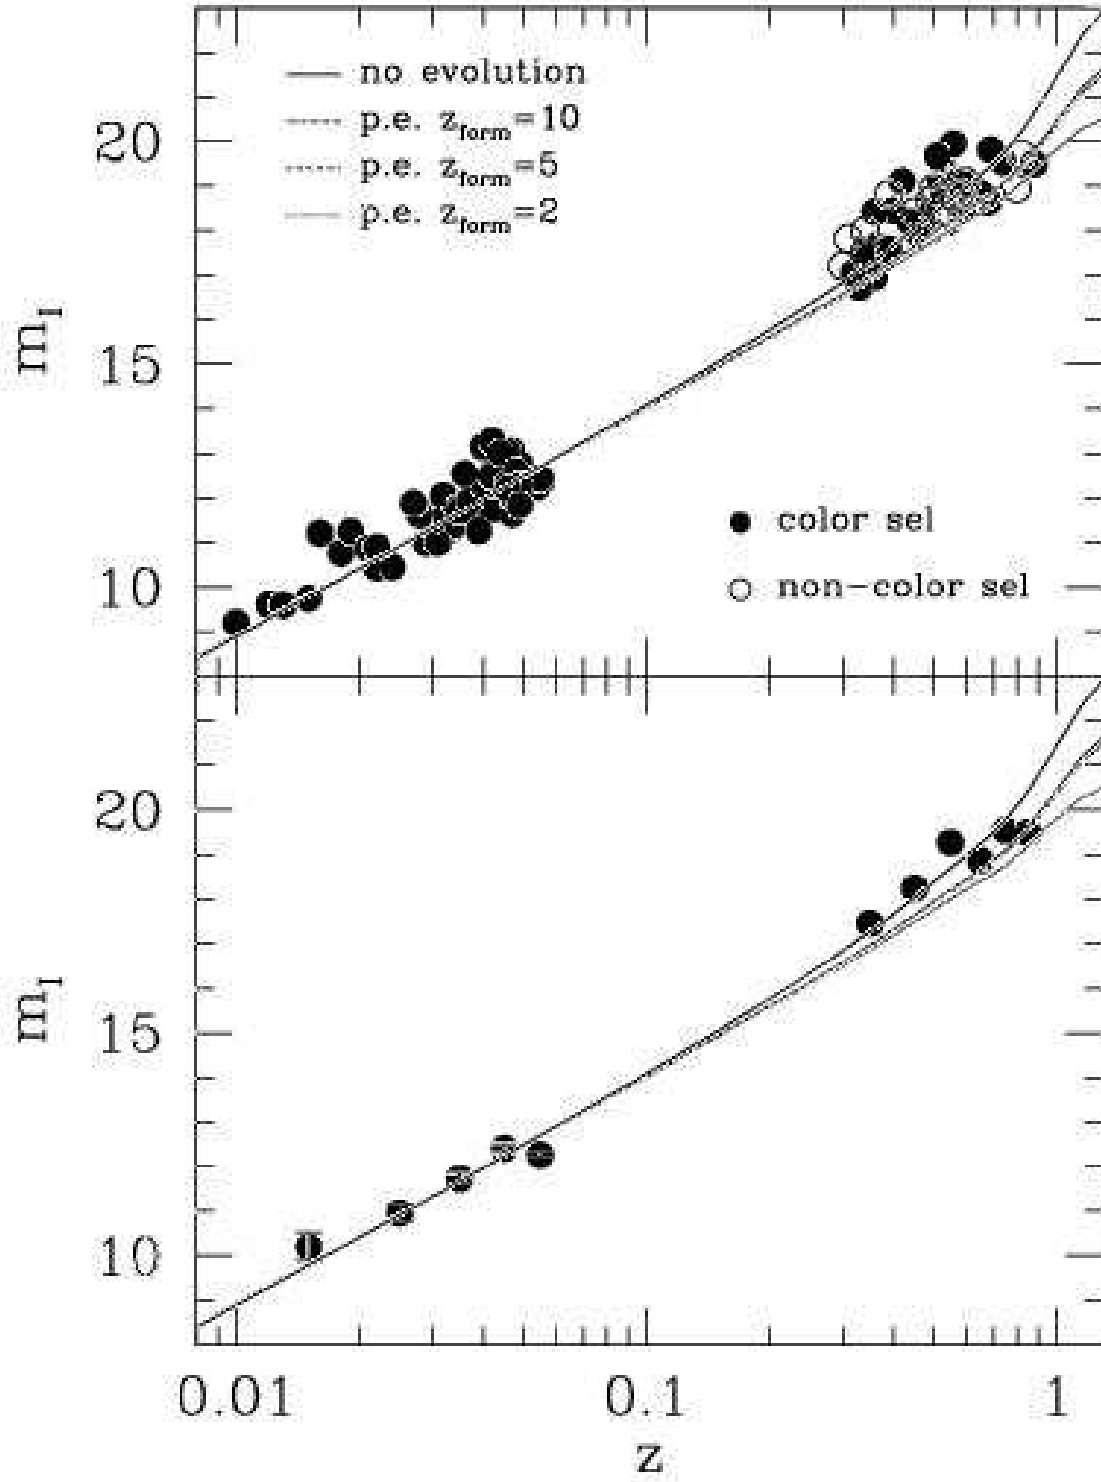 no evolution
p.e. z_form=10
p.e. z_form=5
p.e. z_form=2
20
15
10
m_I
color sel
non-color sel
20
15
10
m_I
0.01
0.1
1
z